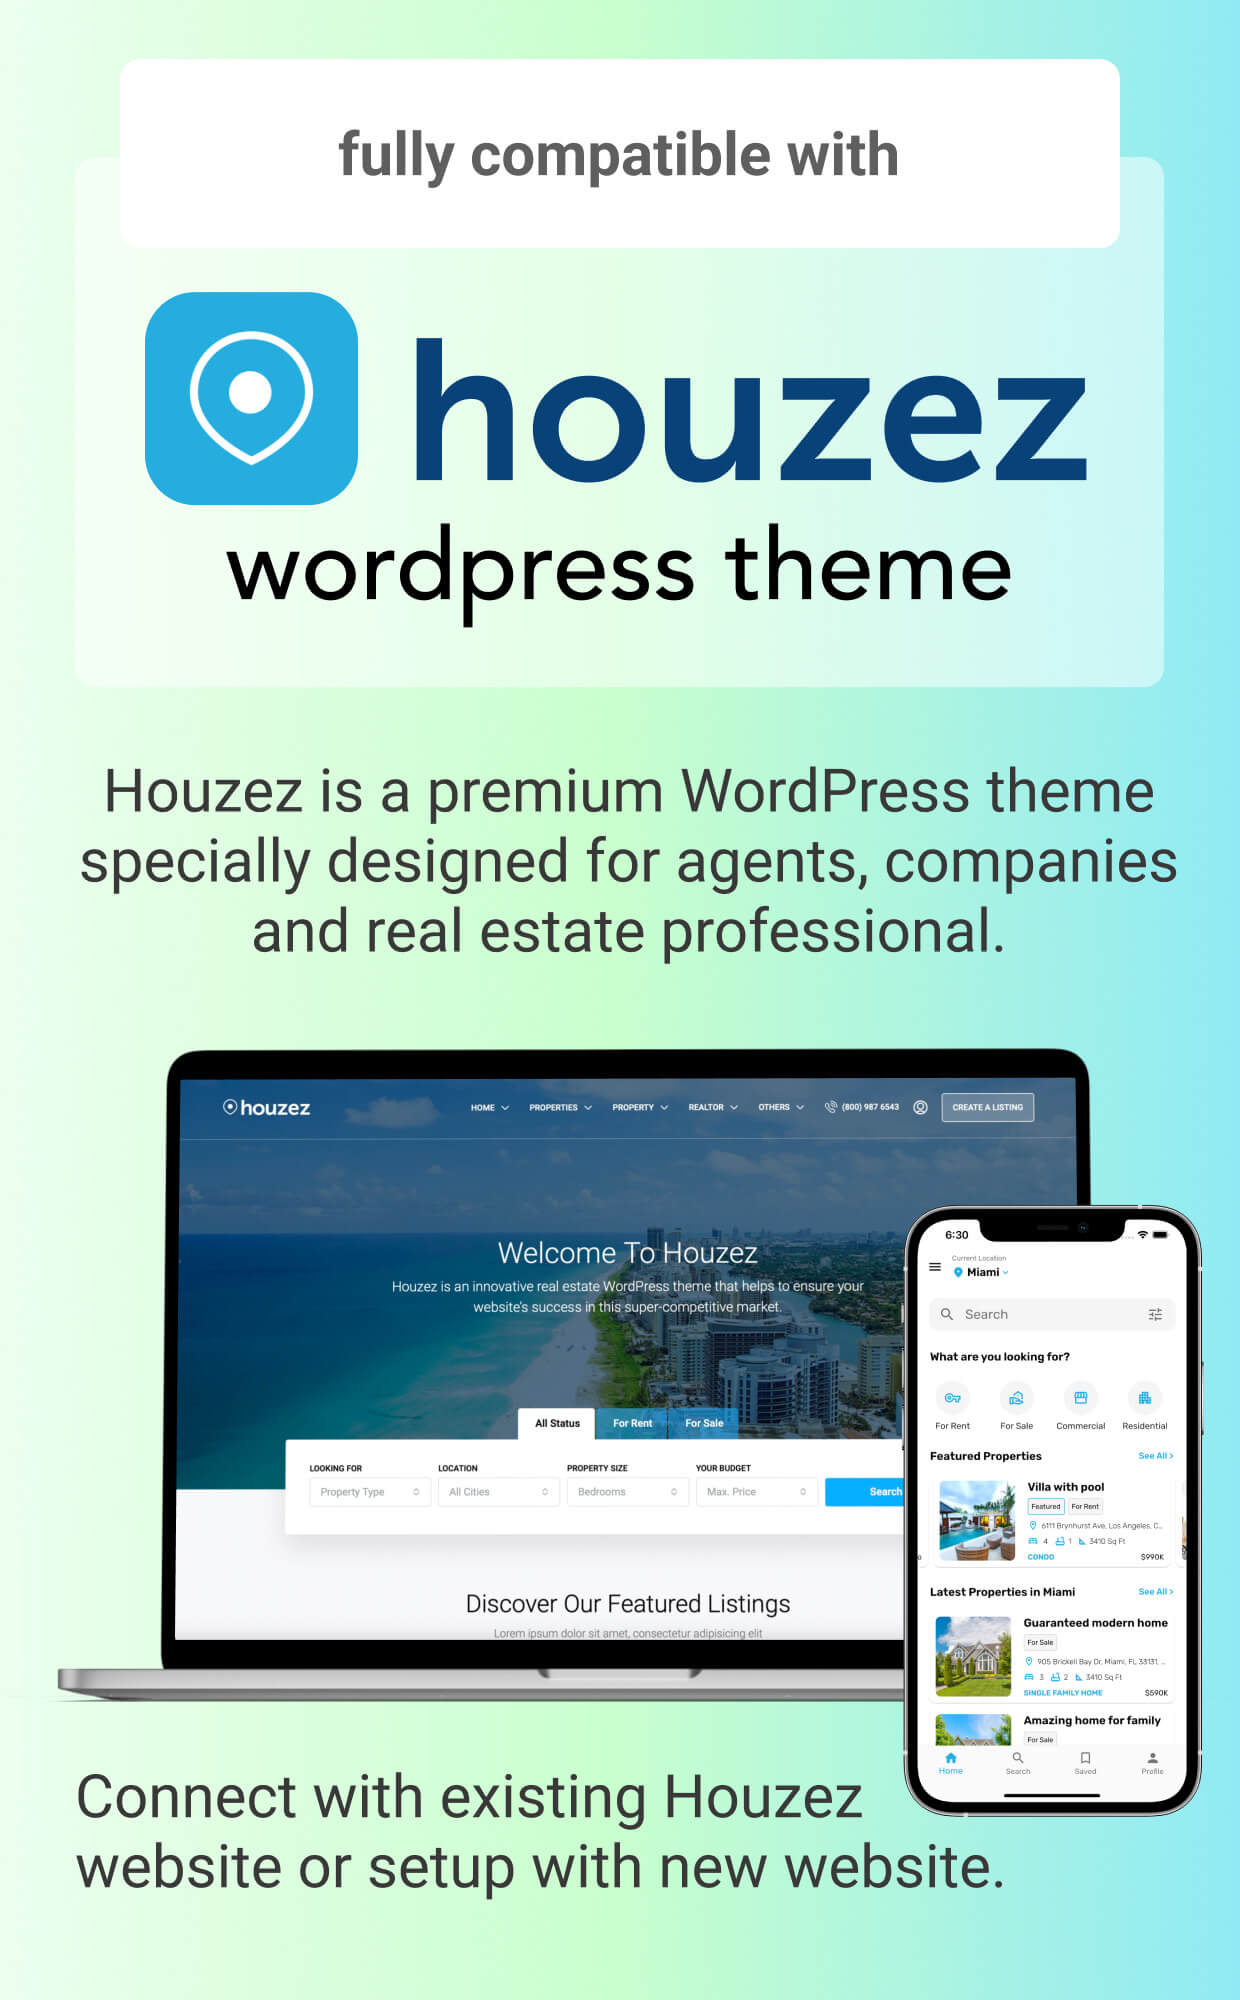 fully compatible with
houzez
wordpress theme
Houzez is a premium WordPress theme
specially designed for agents, companies
and real estate professional.
houzez
HOME PROPERTIES PROPERTY REALTOR OTHERS (800) 987 6543 CREATE A LISTING
Welcome To Houzez
Houzez is an innovative real estate WordPress theme that helps to ensure your
website's success in this super-competitive market.
All Status For Rent For Sale
LOOKING FOR LOCATION PROPERTY SIZE YOUR BUDGET
Property Type All Cities Bedrooms Max. Price Search
Discover Our Featured Listings
Lorem ipsum dolor sit amet, consectetur adipisicing elit
6:30
Current Location
Miami
Search
What are you looking for?
For Rent For Sale Commercial Residential
Featured Properties See All >
Villa with pool
Featured For Rent
6111 Brynhurst Ave, Los Angeles, C...
4 1 3410 Sq Ft
CONDO $990K
Latest Properties in Miami See All >
Guaranteed modern home
For Sale
905 Brickell Bay Dr, Miami, FL 33131, ...
3 2 3410 Sq Ft
SINGLE FAMILY HOME $590K
Amazing home for family
For Sale
Home Search Saved Profile
Connect with existing Houzez
website or setup with new website.